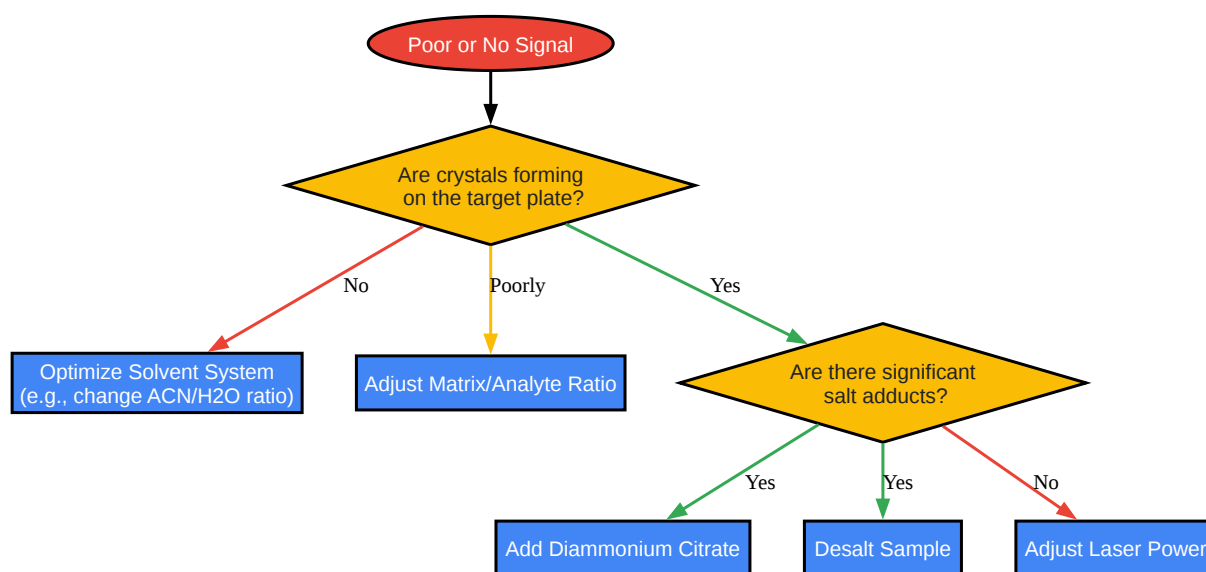 Poor or No Signal
Are crystals forming
on the target plate?
No
Poorly
Yes
Optimize Solvent System
(e.g., change ACN/H2O ratio)
Adjust Matrix/Analyte Ratio
Are there significant
salt adducts?
Yes
Yes
No
Add Diammonium Citrate
Desalt Sample
Adjust Laser Power